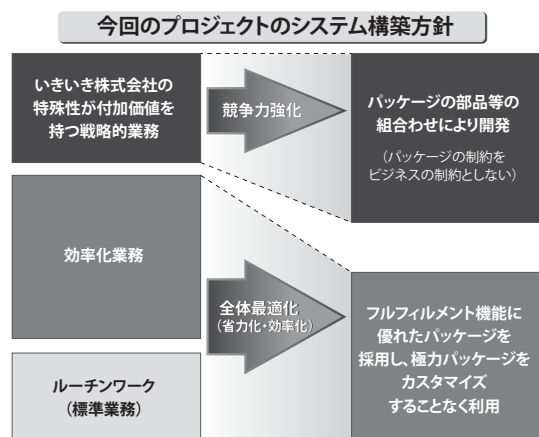 今回のプロジェクトのシステム構築方針
いきいき株式会社の
特殊性が付加価値を
持つ戦略的業務
競争力強化
パッケージの部品等の
組合わせにより開発
(パッケージの制約を
ビジネスの制約としない)
効率化業務
全体最適化
(省力化・効率化)
フルフィルメント機能に
優れたパッケージを
採用し、極力パッケージを
カスタマイズ
することなく利用
ルーチンワーク
(標準業務)